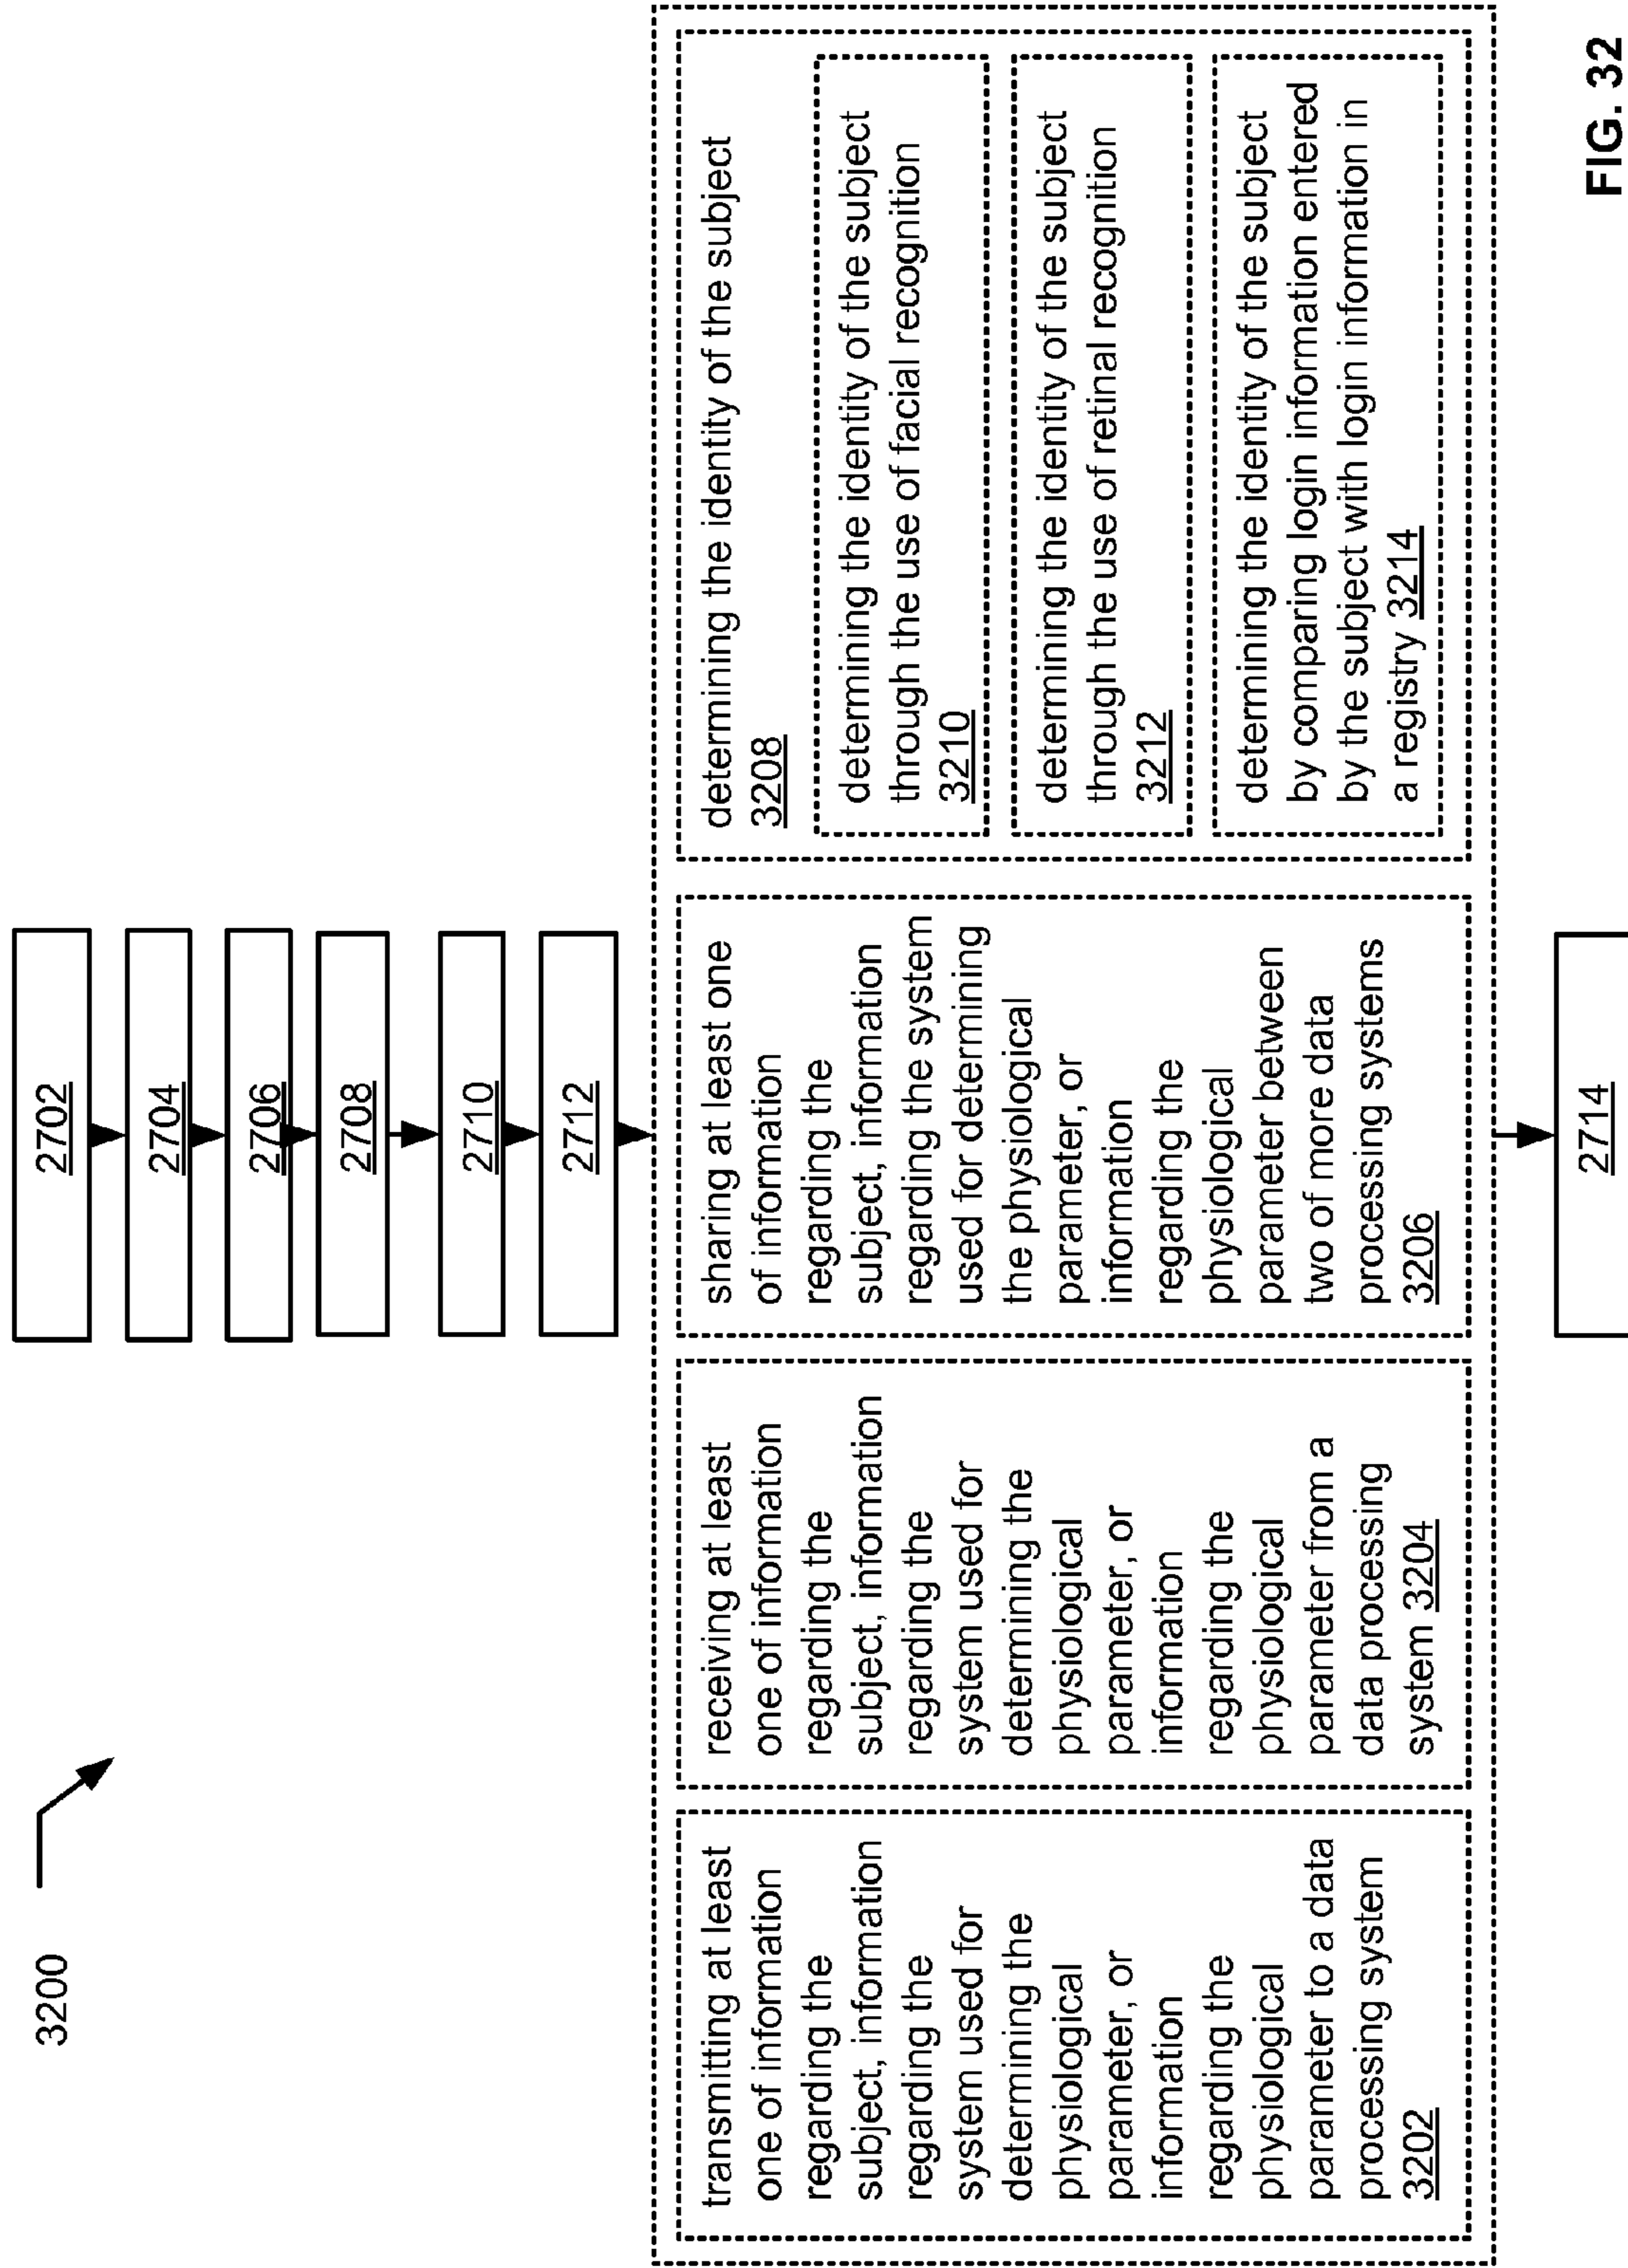 3200
2702
2704
2706
2708
2710
2712
transmitting at least
one of information
regarding the
subject, information
regarding the
system used for
determining the
physiological
parameter, or
information
regarding the
physiological
parameter to a data
processing system
3202
receiving at least
one of information
regarding the
subject, information
regarding the
system used for
determining the
physiological
parameter, or
information
regarding the
physiological
parameter from a
data processing
system 3204
sharing at least one
of information
regarding the
subject, information
regarding the system
used for determining
the physiological
parameter, or
information
regarding the
physiological
parameter between
two of more data
processing systems
3206
determining the identity of the subject
3208
determining the identity of the subject
through the use of facial recognition
3210
determining the identity of the subject
through the use of retinal recognition
3212
determining the identity of the subject
by comparing login information entered
by the subject with login information in
a registry 3214
2714
FIG. 32